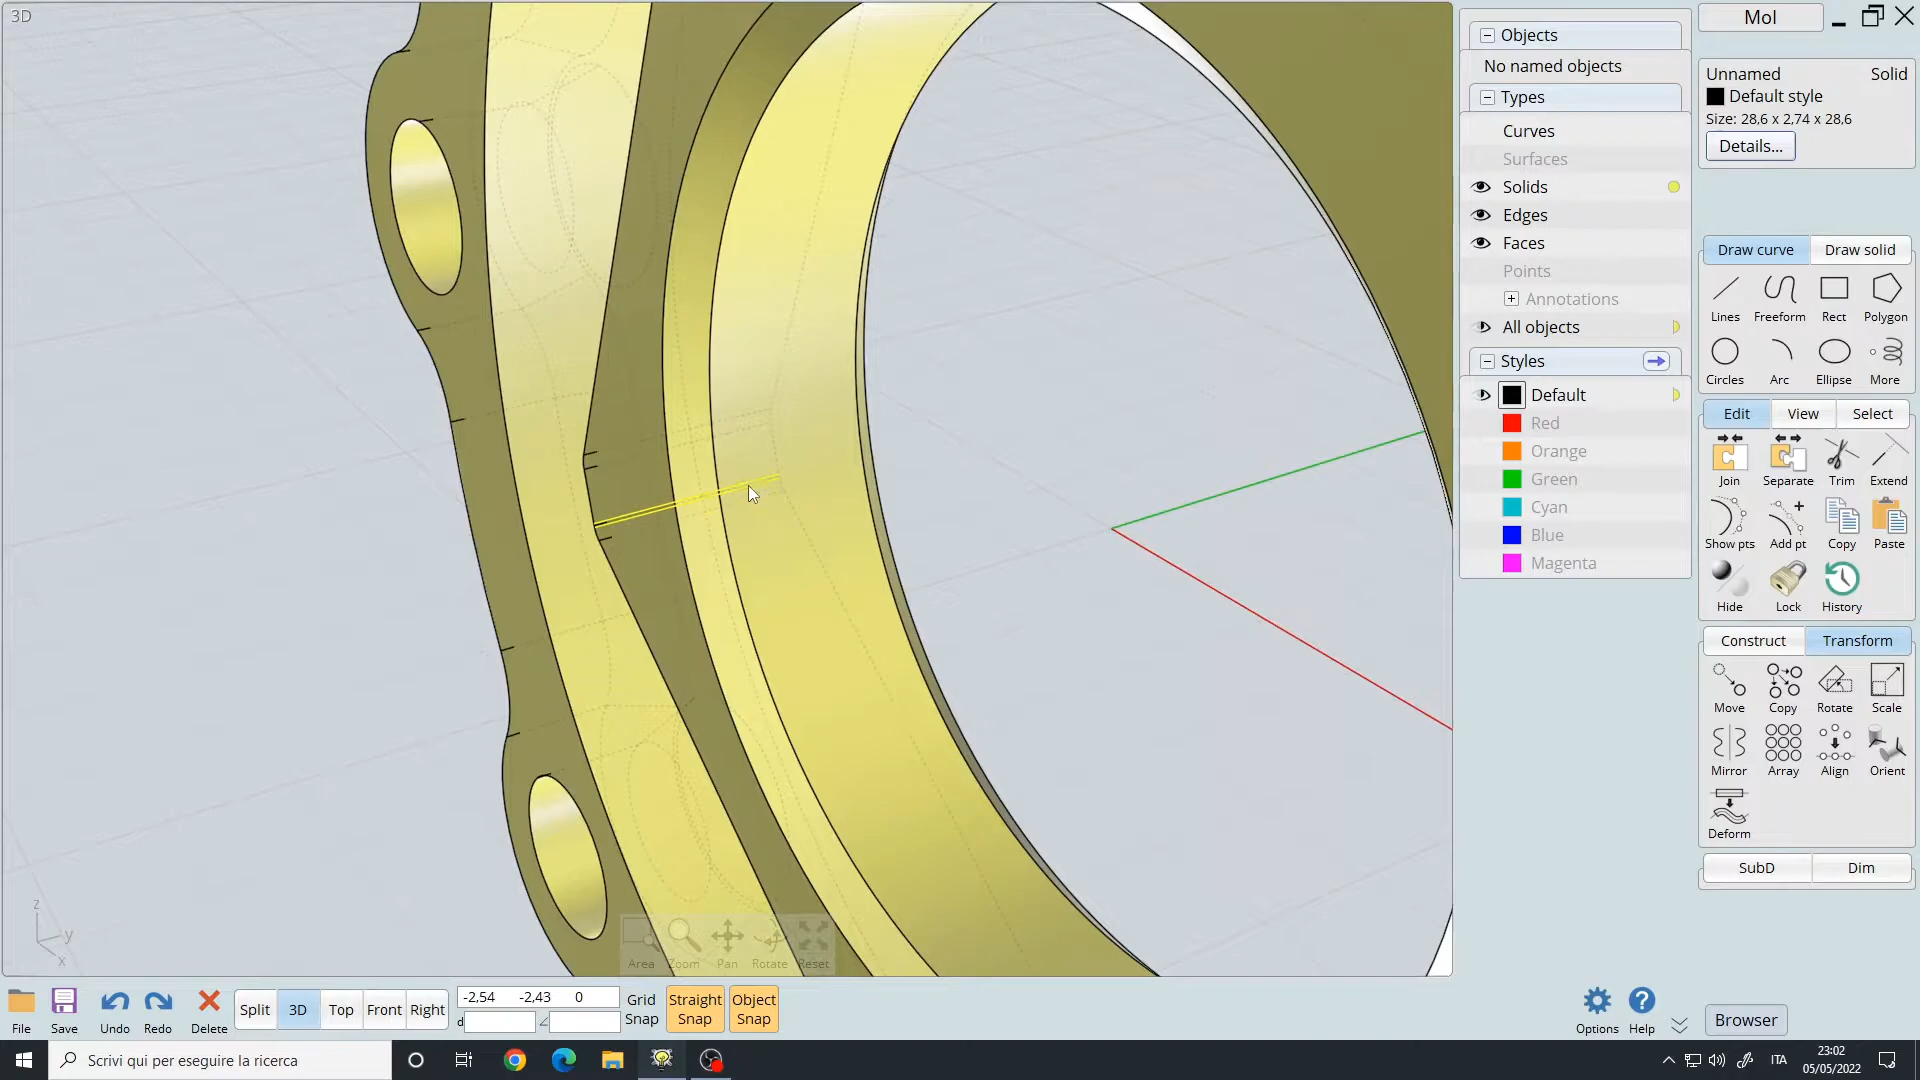 3D
Objects
No named objects
Types
Curves
Surfaces
Solids
Edges
Faces
Points
Annotations
All objects
Styles
Default
Red
Orange
Green
Cyan
Blue
Magenta
MoI
Unnamed Solid
Default style
Size: 28,6 x 2,74 x 28,6
Details...
Draw curve Draw solid
Lines Freeform Rect Polygon
Circles Arc Ellipse More
Edit View Select
Join Separate Trim Extend
Show pts Add pt Copy Paste
Hide Lock History
Construct Transform
Move Copy Rotate Scale
Mirror Array Align Orient
Deform
SubD Dim
z
y
x
Area Zoom Pan Rotate Reset
File Save Undo Redo Delete
Split 3D Top Front Right
-2,54 -2,43 0
d
Grid Snap
Straight Snap
Object Snap
Options Help
Browser
Scrivi qui per eseguire la ricerca
ITA
23:02
05/05/2022